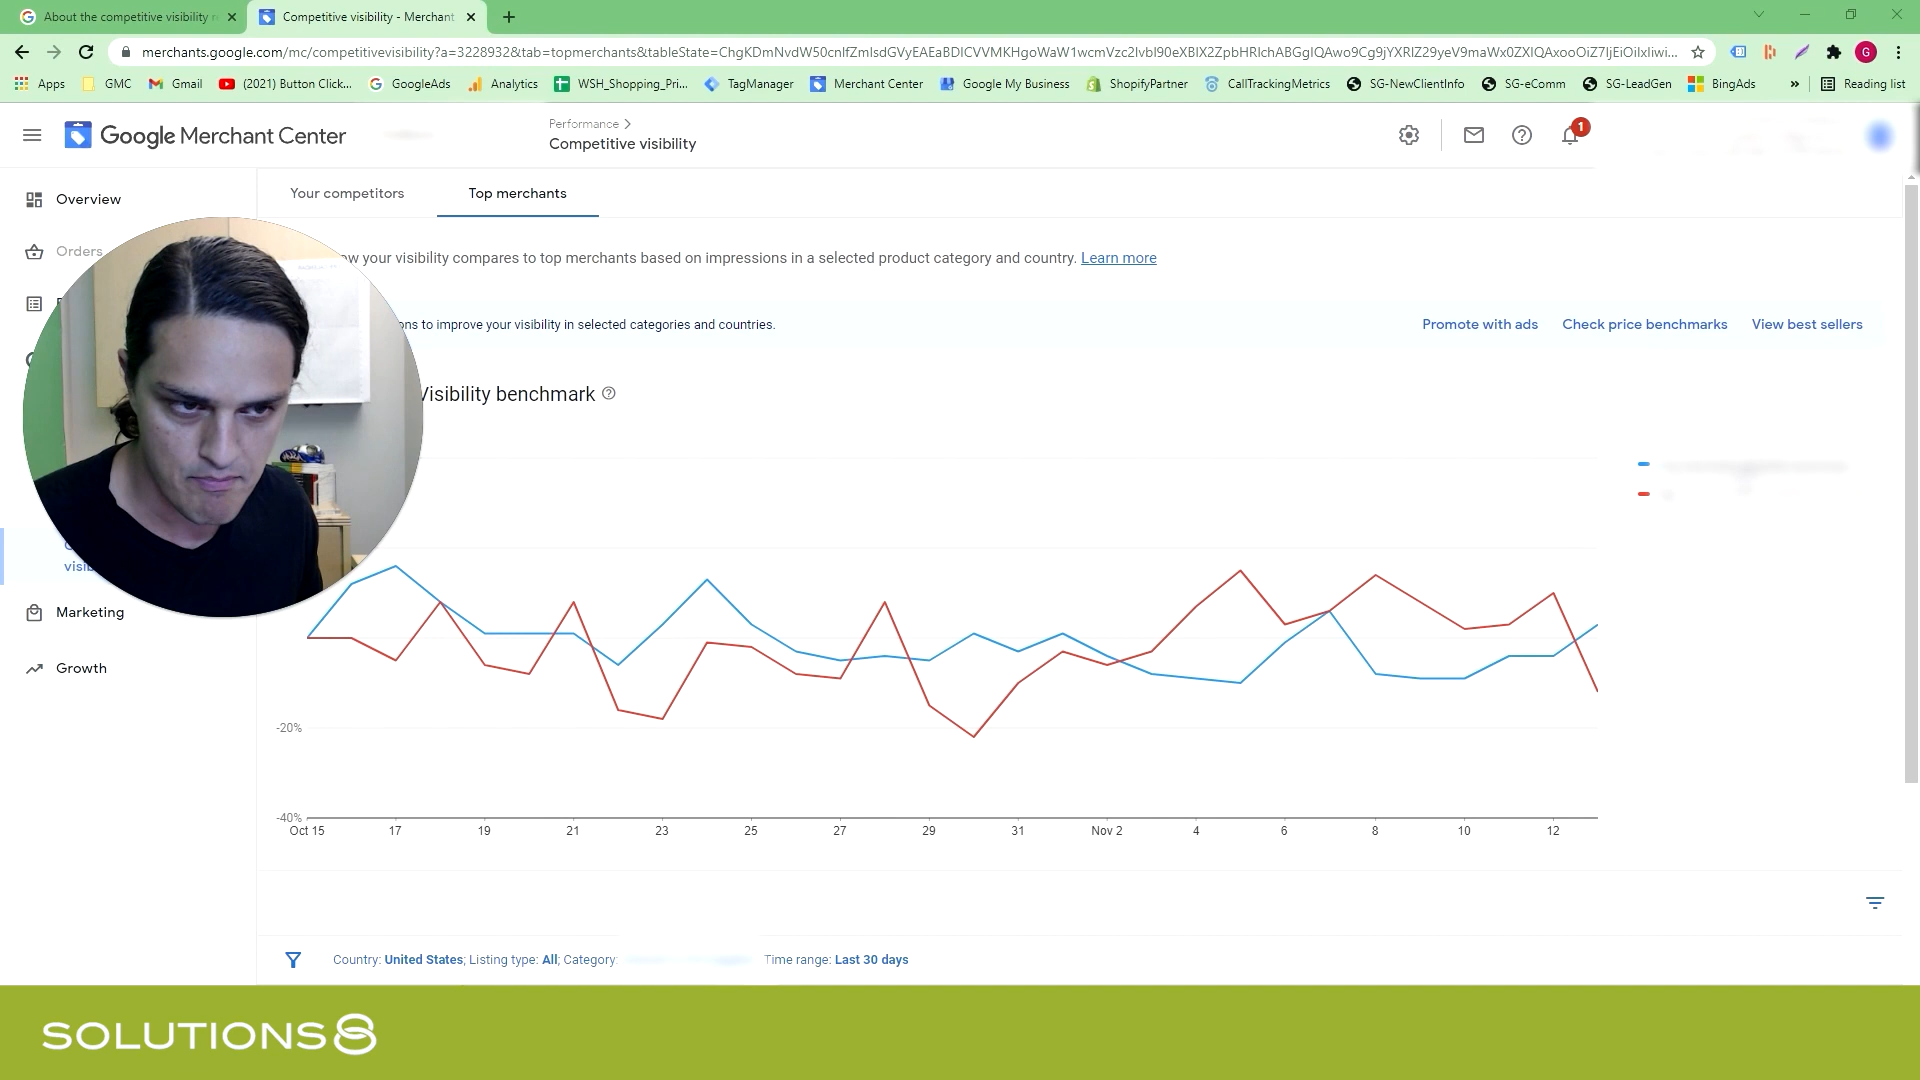 About the competitive visibility
Competitive visibility - Merchant
merchants.google.com/mc/competitivevisibility?a=3228932&tab=topmerchants&tableState=ChgKDmNvdW50cnlfZmlsdGVyEAEaBDICVVMKHgoWaW1wcmVzc2lvbl90eXBlX2ZpbHRlchABGgIQAwo9Cg9jYXRlZ29yeV9maWx0ZXIQAxooOiZ7IjEiOiIxIiwi...
Apps
GMC
Gmail
(2021) Button Click...
GoogleAds
Analytics
WSH_Shopping_Pri...
TagManager
Merchant Center
Google My Business
ShopifyPartner
CallTrackingMetrics
SG-NewClientInfo
SG-eComm
SG-LeadGen
BingAds
»
Reading list
G
Google Merchant Center
Performance >
Competitive visibility
1
Overview
Orders
Marketing
Growth
Your competitors
Top merchants
your visibility compares to top merchants based on impressions in a selected product category and country. Learn more
to improve your visibility in selected categories and countries.
Promote with ads
Check price benchmarks
View best sellers
Visibility benchmark
-20%
-40%
Oct 15 17 19 21 23 25 27 29 31 Nov 2 4 6 8 10 12
Country: United States; Listing type: All; Category: Time range: Last 30 days
SOLUTIONS8